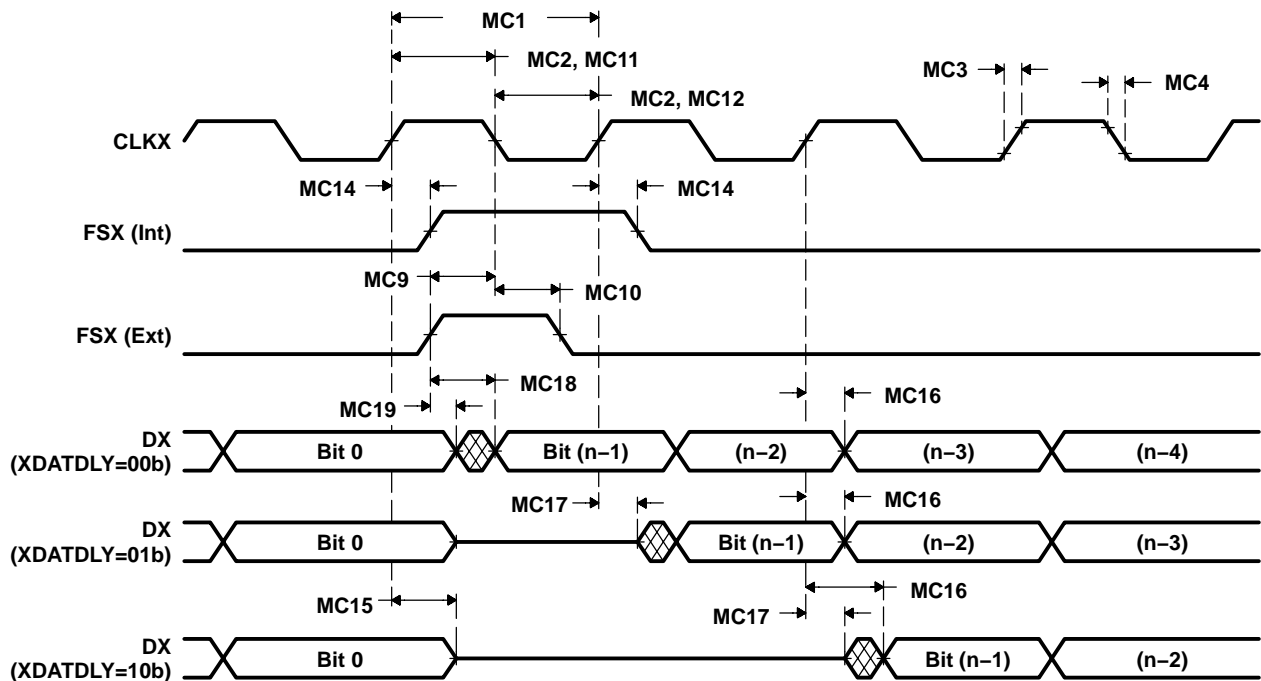 MC1
MC2, MC11
MC3
MC4
MC2, MC12
CLKX
MC14
MC14
FSX (Int)
MC9
MC10
FSX (Ext)
MC18
MC19
MC16
DX
(XDATDLY=00b)
Bit 0
Bit (n−1)
(n−2)
(n−3)
(n−4)
MC17
MC16
DX
(XDATDLY=01b)
Bit 0
Bit (n−1)
(n−2)
(n−3)
MC15
MC17
MC16
DX
(XDATDLY=10b)
Bit 0
Bit (n−1)
(n−2)